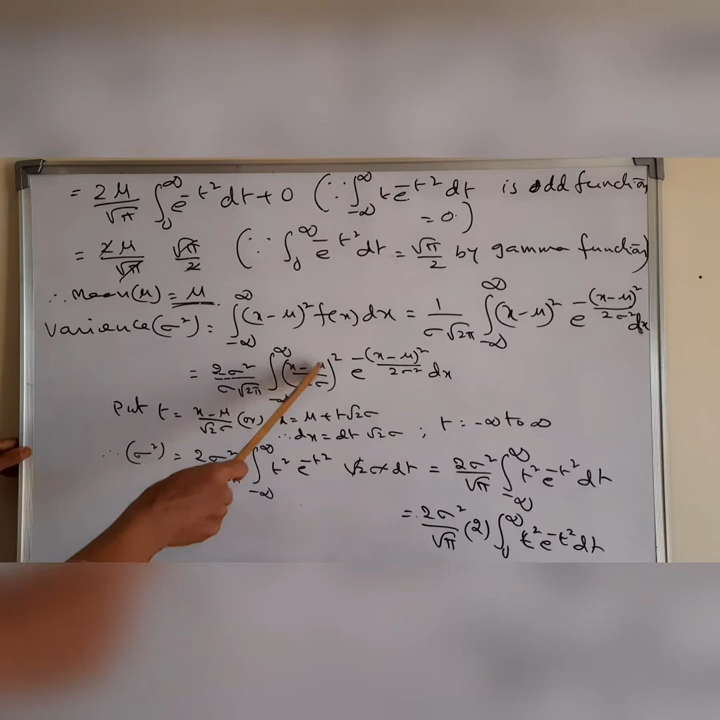 = 2μ/√π ∫₀^∞ e^-t² dt + 0 (∵ ∫_-∞^∞ t e^-t² dt is odd function = 0.)
= 2μ/√π √π/2 (∵ ∫₀^∞ e^-t² dt = √π/2 by gamma function)
∴ mean(μ) = μ
Varience(σ²) = ∫_-∞^∞ (x-μ)² f(x) dx = 1/σ√2π ∫_-∞^∞ (x-μ)² e^-(x-μ)²/2σ² dx
= 2σ²/σ√2π ∫_-∞^∞ (x-μ/ σ)² e^-(x-μ)²/2σ² dx
put t = x-μ/√2σ (or) x = μ + t√2σ
∴ dx = dt √2σ ; t = -∞ to ∞
∴ (σ²) = 2σ² ∫_-∞^∞ t² e^-t² √2σ dt = 2σ²/√π ∫_-∞^∞ t² e^-t² dt
= 2σ²/√π (2) ∫₀^∞ t² e^-t² dt